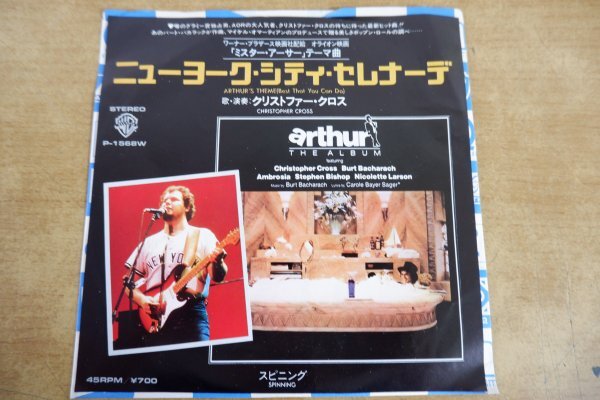 ワーナー・ブラザース映画社配給 オライオン映画
「ミスター・アーサー」テーマ曲
ニューヨーク・シティ・セレナーデ
ARTHUR'S THEME(Best That You Can Do)
歌・演奏:クリストファー・クロス
CHRISTOPHER CROSS
STEREO
P-1562W
arthur
THE ALBUM
featuring
Christopher Cross Burt Bacharach
Ambrosia Stephen Bishop Nicolette Larson
Music by Burt Bacharach Lyrics by Carole Bayer Sager
NEW YORK
スピニング
SPINNING
45RPM ¥700